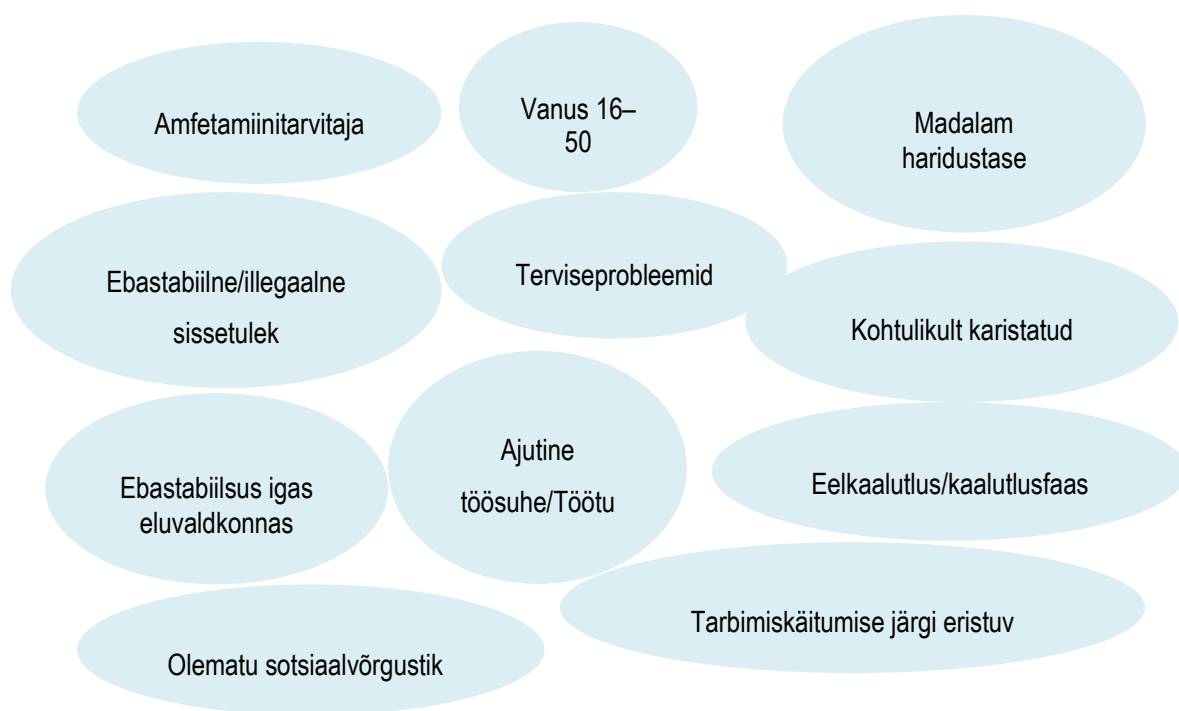 Amfetamiinitarvitaja
Vanus 16–
50
Madalam
haridustase
Ebastabiilne/illegaalne
sissetulek
Terviseprobleemid
Kohtulikult karistatud
Ebastabiilsus igas
eluvaldkonnas
Ajutine
töösuhe/Töötu
Eelkaalutlus/kaalutlusfaas
Olematu sotsiaalvõrgustik
Tarbimiskäitumise järgi eristuv